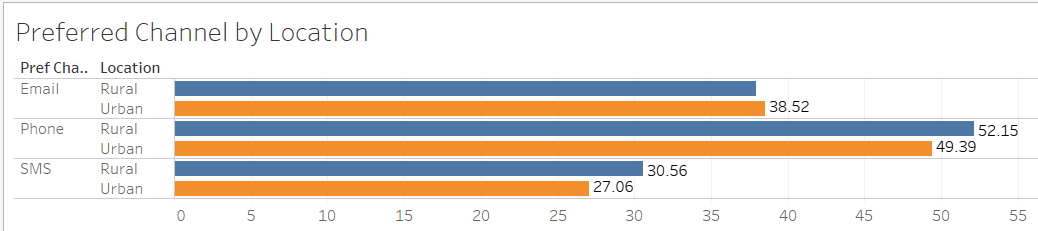 Preferred Channel by Location
Pref Cha.. Location
Email Rural
Urban 38.52
Phone Rural 52.15
Urban 49.39
SMS Rural 30.56
Urban 27.06
0 5 10 15 20 25 30 35 40 45 50 55